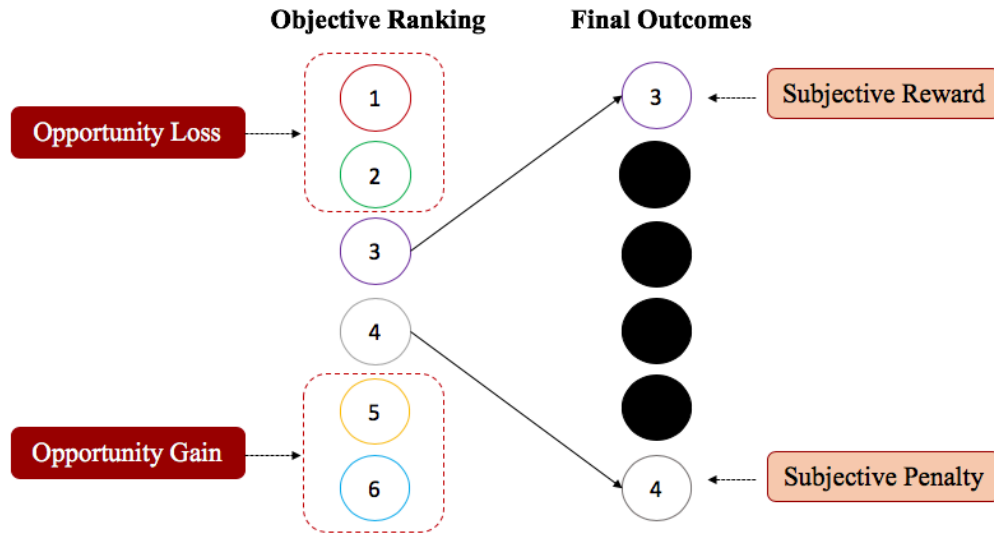 Objective Ranking
Final Outcomes
1
3
Subjective Reward
Opportunity Loss
2
3
4
5
Opportunity Gain
6
4
Subjective Penalty